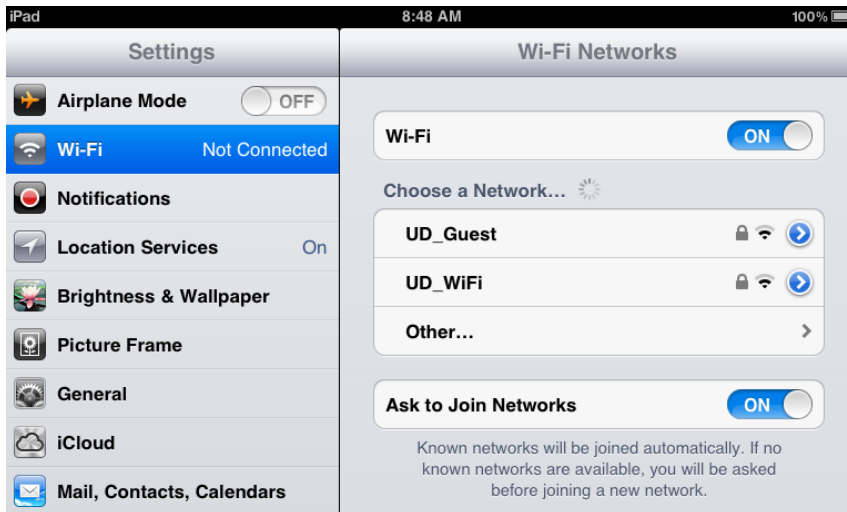 iPad 8:48 AM 100%
Settings
Airplane Mode OFF
Wi-Fi Not Connected
Notifications
Location Services On
Brightness & Wallpaper
Picture Frame
General
iCloud
Mail, Contacts, Calendars
Wi-Fi Networks
Wi-Fi ON
Choose a Network...
UD_Guest
UD_WiFi
Other...
Ask to Join Networks ON
Known networks will be joined automatically. If no
known networks are available, you will be asked
before joining a new network.